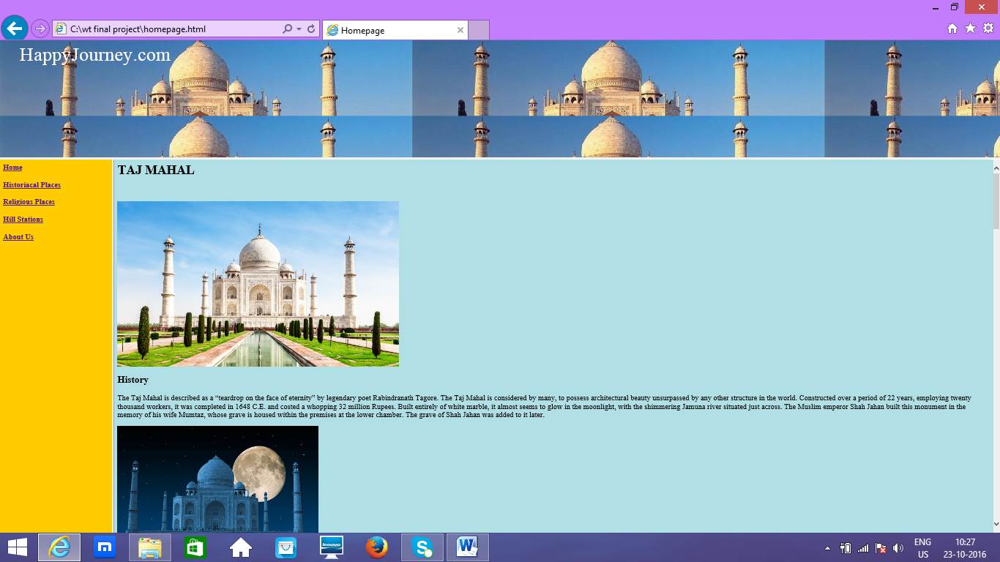 C:\wt final project\homepage.html
Homepage
HappyJourney.com
Home
Historiacal Places
Religious Places
Hill Stations
About Us
TAJ MAHAL
History
The Taj Mahal is described as a “teardrop on the face of eternity” by legendary poet Rabindranath Tagore. The Taj Mahal is considered by many, to possess architectural beauty unsurpassed by any other structure in the world. Constructed over a period of 22 years, employing twenty
thousand workers, it was completed in 1648 C.E. and costed a whopping 32 million Rupees. Built entirely of white marble, it almost seems to glow in the moonlight, with the shimmering Jamuna river situated just across. The Muslim emperor Shah Jahan built this monument in the
memory of his wife Mumtaz, whose grave is housed within the premises at the lower chamber. The grave of Shah Jahan was added to it later.
m
lenovo
S
W
ENG
US
10:27
23-10-2016